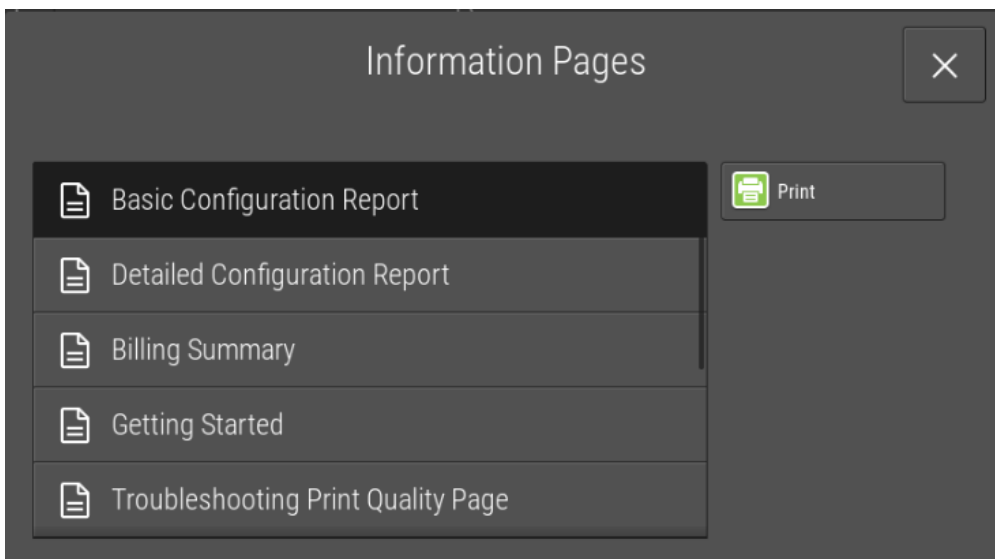 Information Pages
Basic Configuration Report
Print
Detailed Configuration Report
Billing Summary
Getting Started
Troubleshooting Print Quality Page